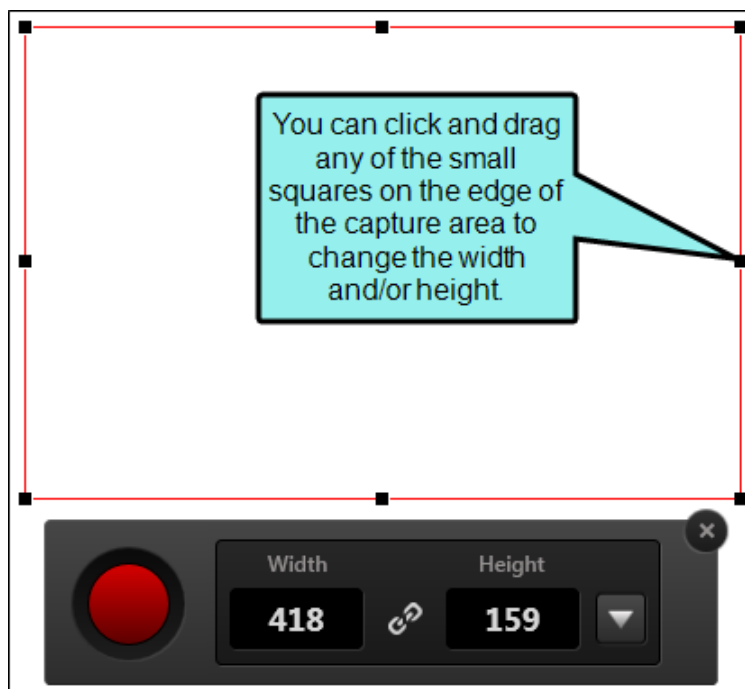 You can click and drag
any of the small
squares on the edge of
the capture area to
change the width
and/or height.
Width Height
418 159